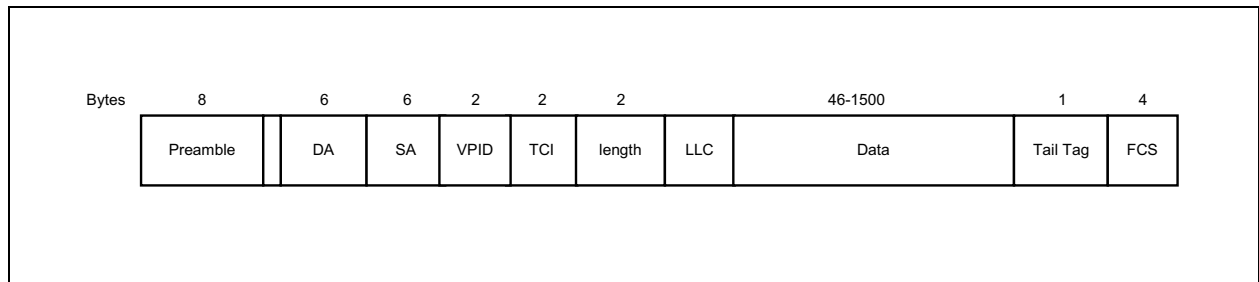 Bytes 8 6 6 2 2 2 46-1500 1 4
Preamble DA SA VPID TCI length LLC Data Tail Tag FCS